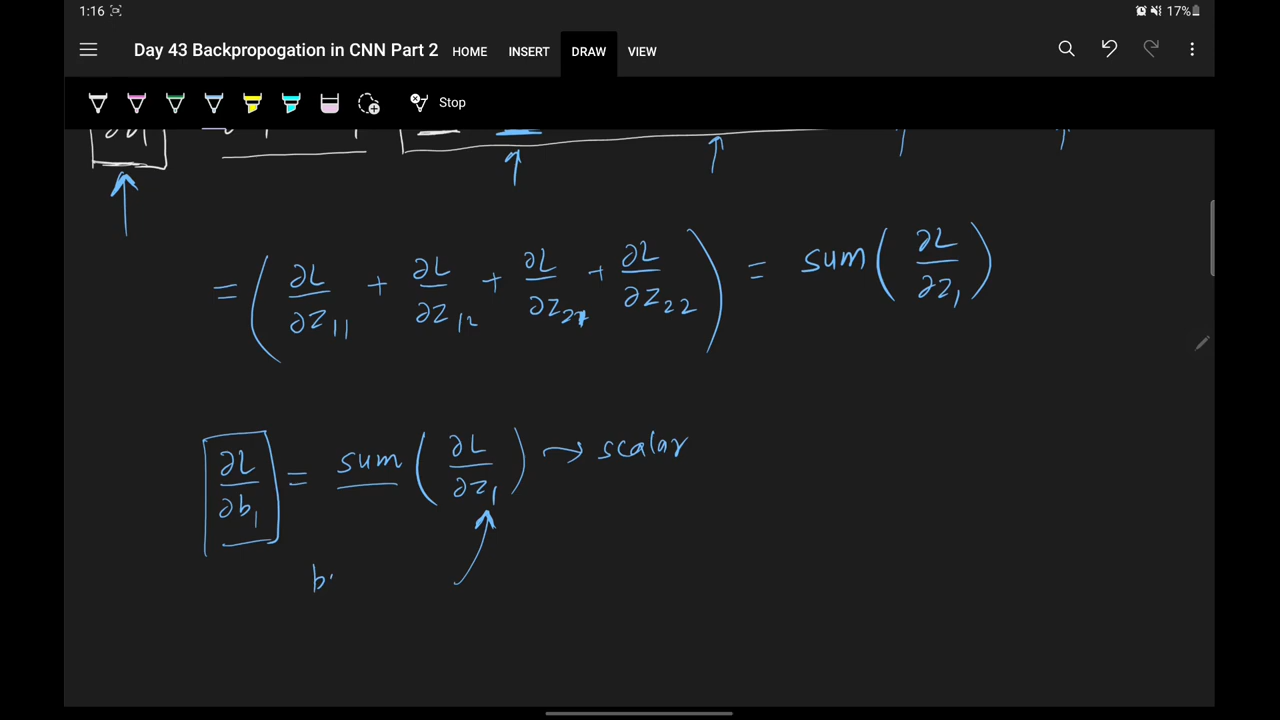 1:16 17%
Day 43 Backpropogation in CNN Part 2 HOME INSERT DRAW VIEW
Stop
= ( ∂L/∂z11 + ∂L/∂z12 + ∂L/∂z21 + ∂L/∂z22 ) = sum ( ∂L/∂z1 )
∂L/∂b1 = sum ( ∂L/∂z1 ) → scalar
b